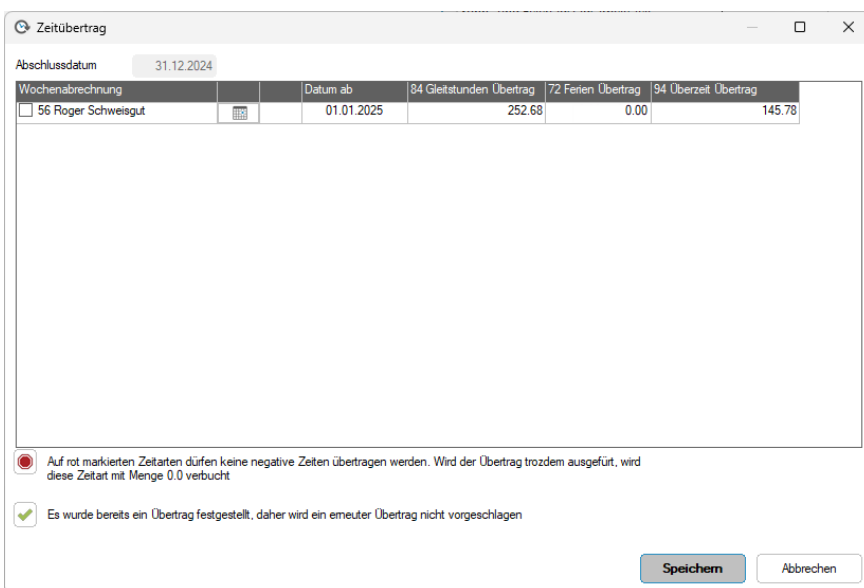 Zeitübertrag
Abschlussdatum 31.12.2024
Wochenabrechnung Datum ab 84 Gleitstunden Übertrag 72 Ferien Übertrag 94 Überzeit Übertrag
56 Roger Schweisgut 01.01.2025 252.68 0.00 145.78
Auf rot markierten Zeitarten dürfen keine negative Zeiten übertragen werden. Wird der Übertrag trozdem ausgefürt, wird
diese Zeitart mit Menge 0.0 verbucht
Es wurde bereits ein Übertrag festgestellt, daher wird ein erneuter Übertrag nicht vorgeschlagen
Speichern Abbrechen